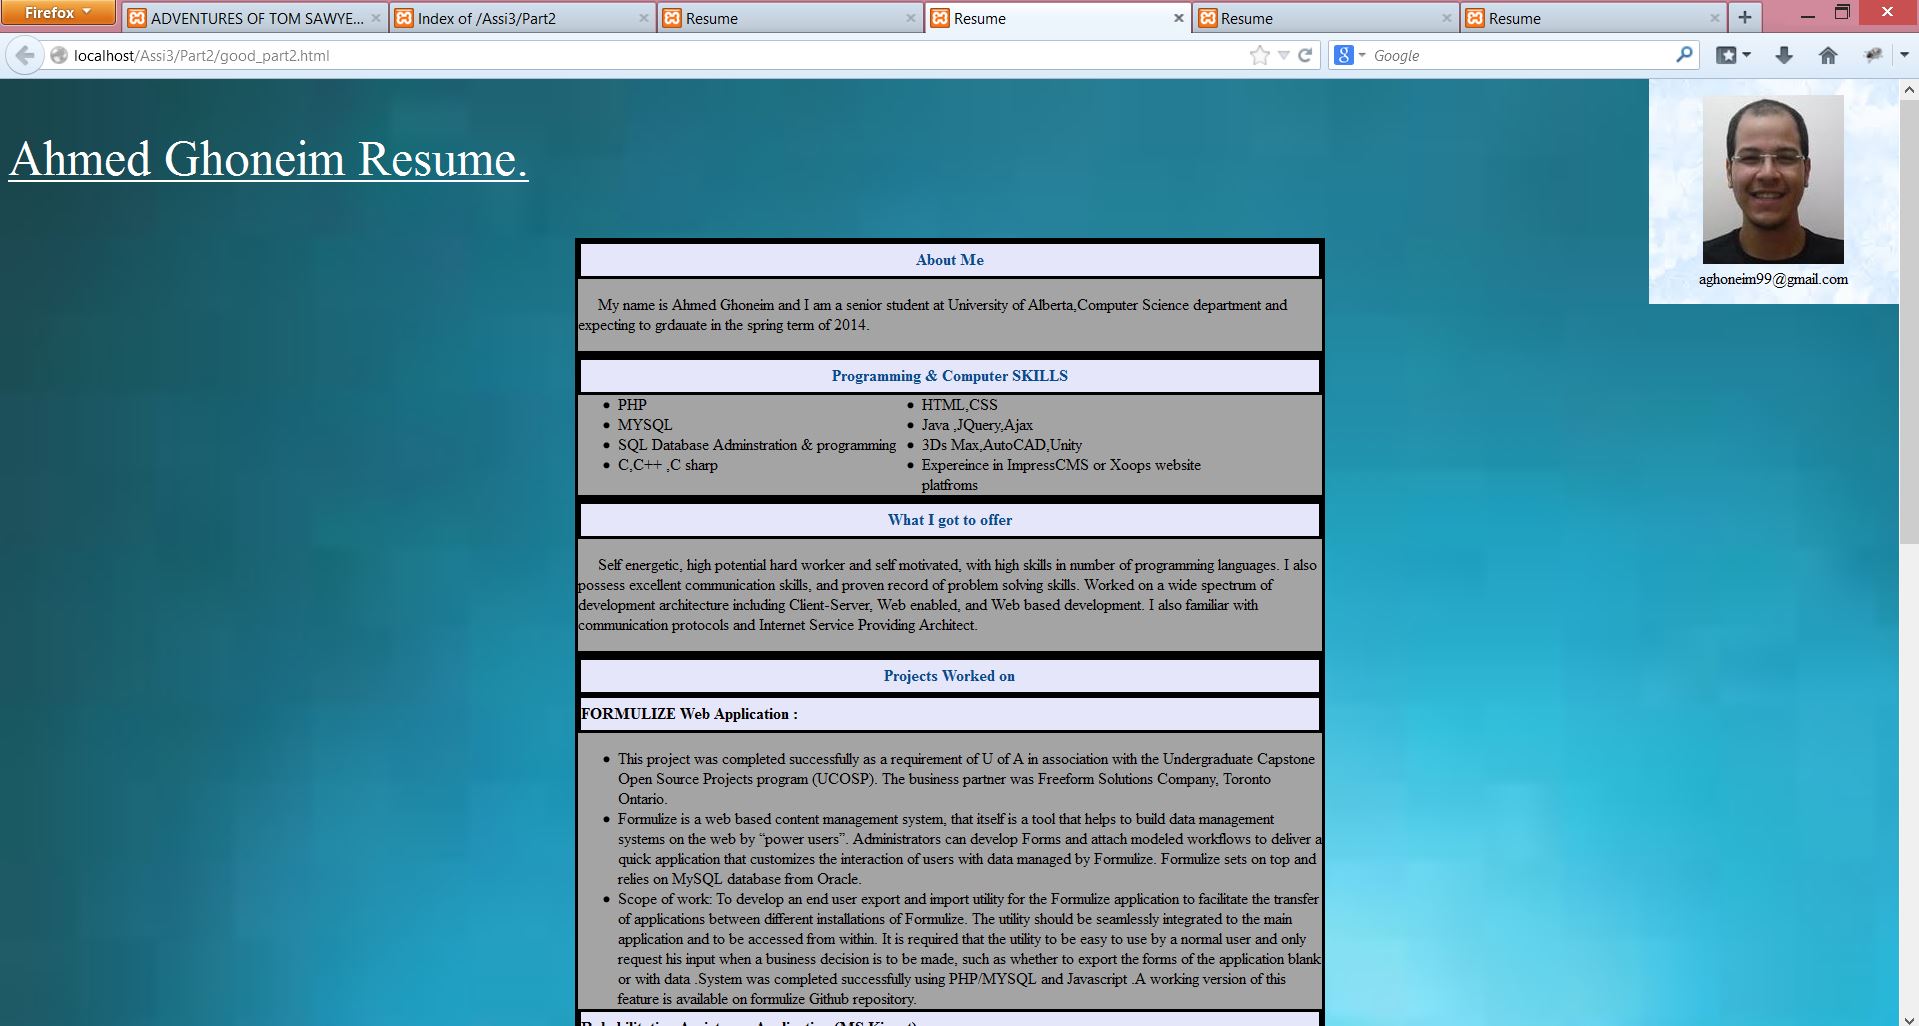 Firefox
ADVENTURES OF TOM SAWYE...
Index of /Assi3/Part2
Resume
Resume
Resume
Resume
localhost/Assi3/Part2/good_part2.html
Google
Ahmed Ghoneim Resume.
aghoneim99@gmail.com
About Me
My name is Ahmed Ghoneim and I am a senior student at University of Alberta,Computer Science department and
expecting to grdauate in the spring term of 2014.
Programming & Computer SKILLS
PHP
MYSQL
SQL Database Adminstration & programming
C,C++ ,C sharp
HTML,CSS
Java ,JQuery,Ajax
3Ds Max,AutoCAD,Unity
Expereince in ImpressCMS or Xoops website
platfroms
What I got to offer
Self energetic, high potential hard worker and self motivated, with high skills in number of programming languages. I also
possess excellent communication skills, and proven record of problem solving skills. Worked on a wide spectrum of
development architecture including Client-Server, Web enabled, and Web based development. I also familiar with
communication protocols and Internet Service Providing Architect.
Projects Worked on
FORMULIZE Web Application :
This project was completed successfully as a requirement of U of A in association with the Undergraduate Capstone
Open Source Projects program (UCOSP). The business partner was Freeform Solutions Company, Toronto
Ontario.
Formulize is a web based content management system, that itself is a tool that helps to build data management
systems on the web by “power users”. Administrators can develop Forms and attach modeled workflows to deliver a
quick application that customizes the interaction of users with data managed by Formulize. Formulize sets on top and
relies on MySQL database from Oracle.
Scope of work: To develop an end user export and import utility for the Formulize application to facilitate the transfer
of applications between different installations of Formulize. The utility should be seamlessly integrated to the main
application and to be accessed from within. It is required that the utility to be easy to use by a normal user and only
request his input when a business decision is to be made, such as whether to export the forms of the application blank
or with data .System was completed successfully using PHP/MYSQL and Javascript .A working version of this
feature is available on formulize Github repository.